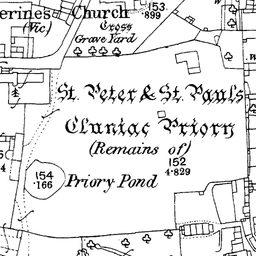 erines Church
(Vic)
Cross
Grave Yard
153
.899
St. Peter & St. Paul's
Cluniac Priory
(Remains of)
152
4.829
154
.166
Priory Pond